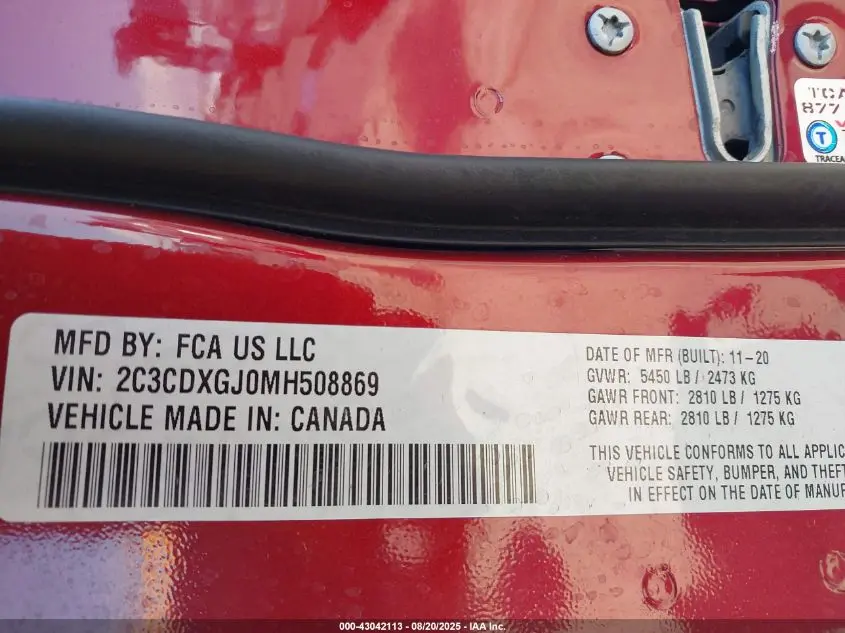 TCA
877
T
TRACEA
MFD BY: FCA US LLC
VIN: 2C3CDXGJ0MH508869
VEHICLE MADE IN: CANADA
DATE OF MFR (BUILT): 11-20
GVWR: 5450 LB / 2473 KG
GAWR FRONT: 2810 LB / 1275 KG
GAWR REAR: 2810 LB / 1275 KG
THIS VEHICLE CONFORMS TO ALL APPLIC
VEHICLE SAFETY, BUMPER, AND THEFT
IN EFFECT ON THE DATE OF MANUF
000-43042113 - 08/20/2025 - IAA Inc.